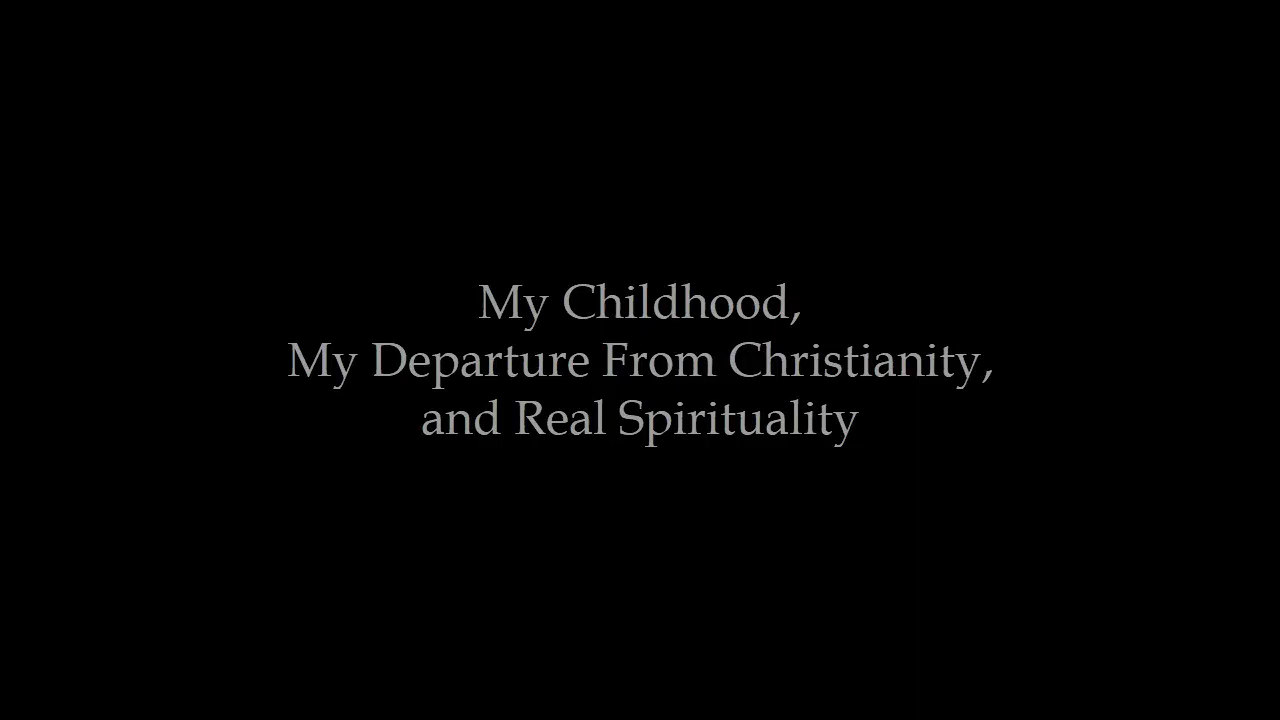 My Childhood,
My Departure From Christianity,
and Real Spirituality